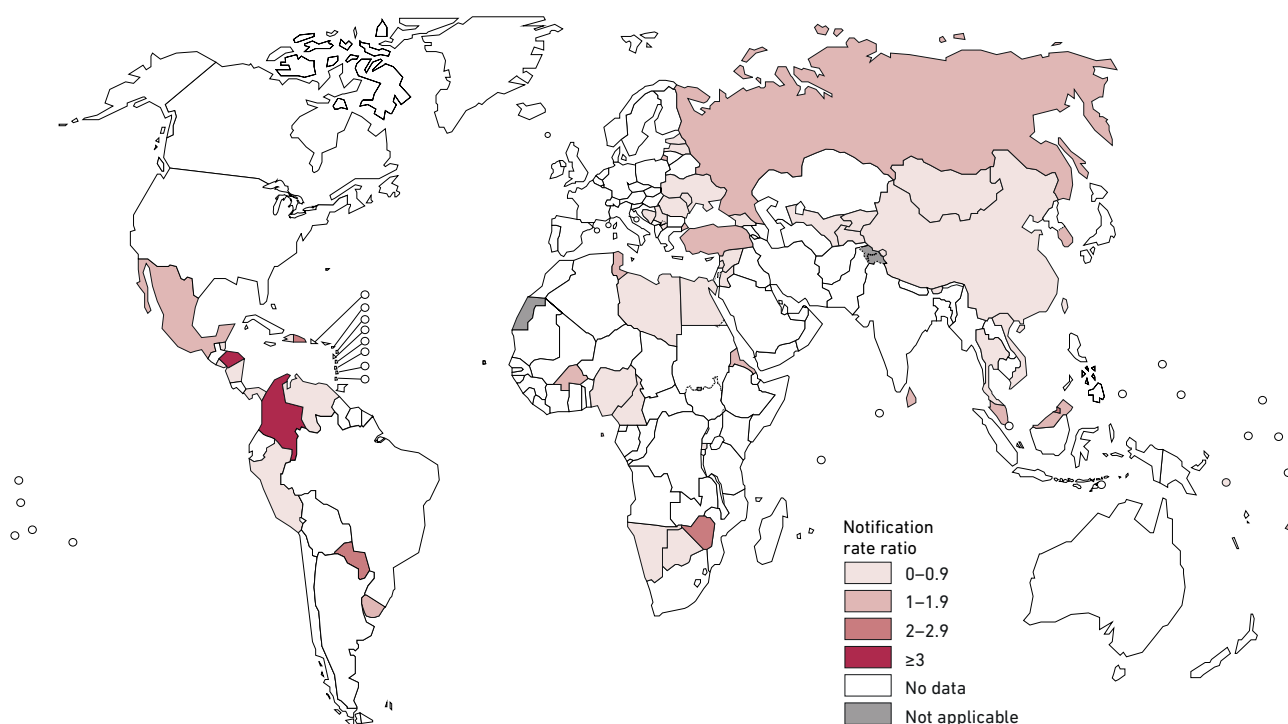 Notification
rate ratio
0–0.9
1–1.9
2–2.9
≥3
No data
Not applicable